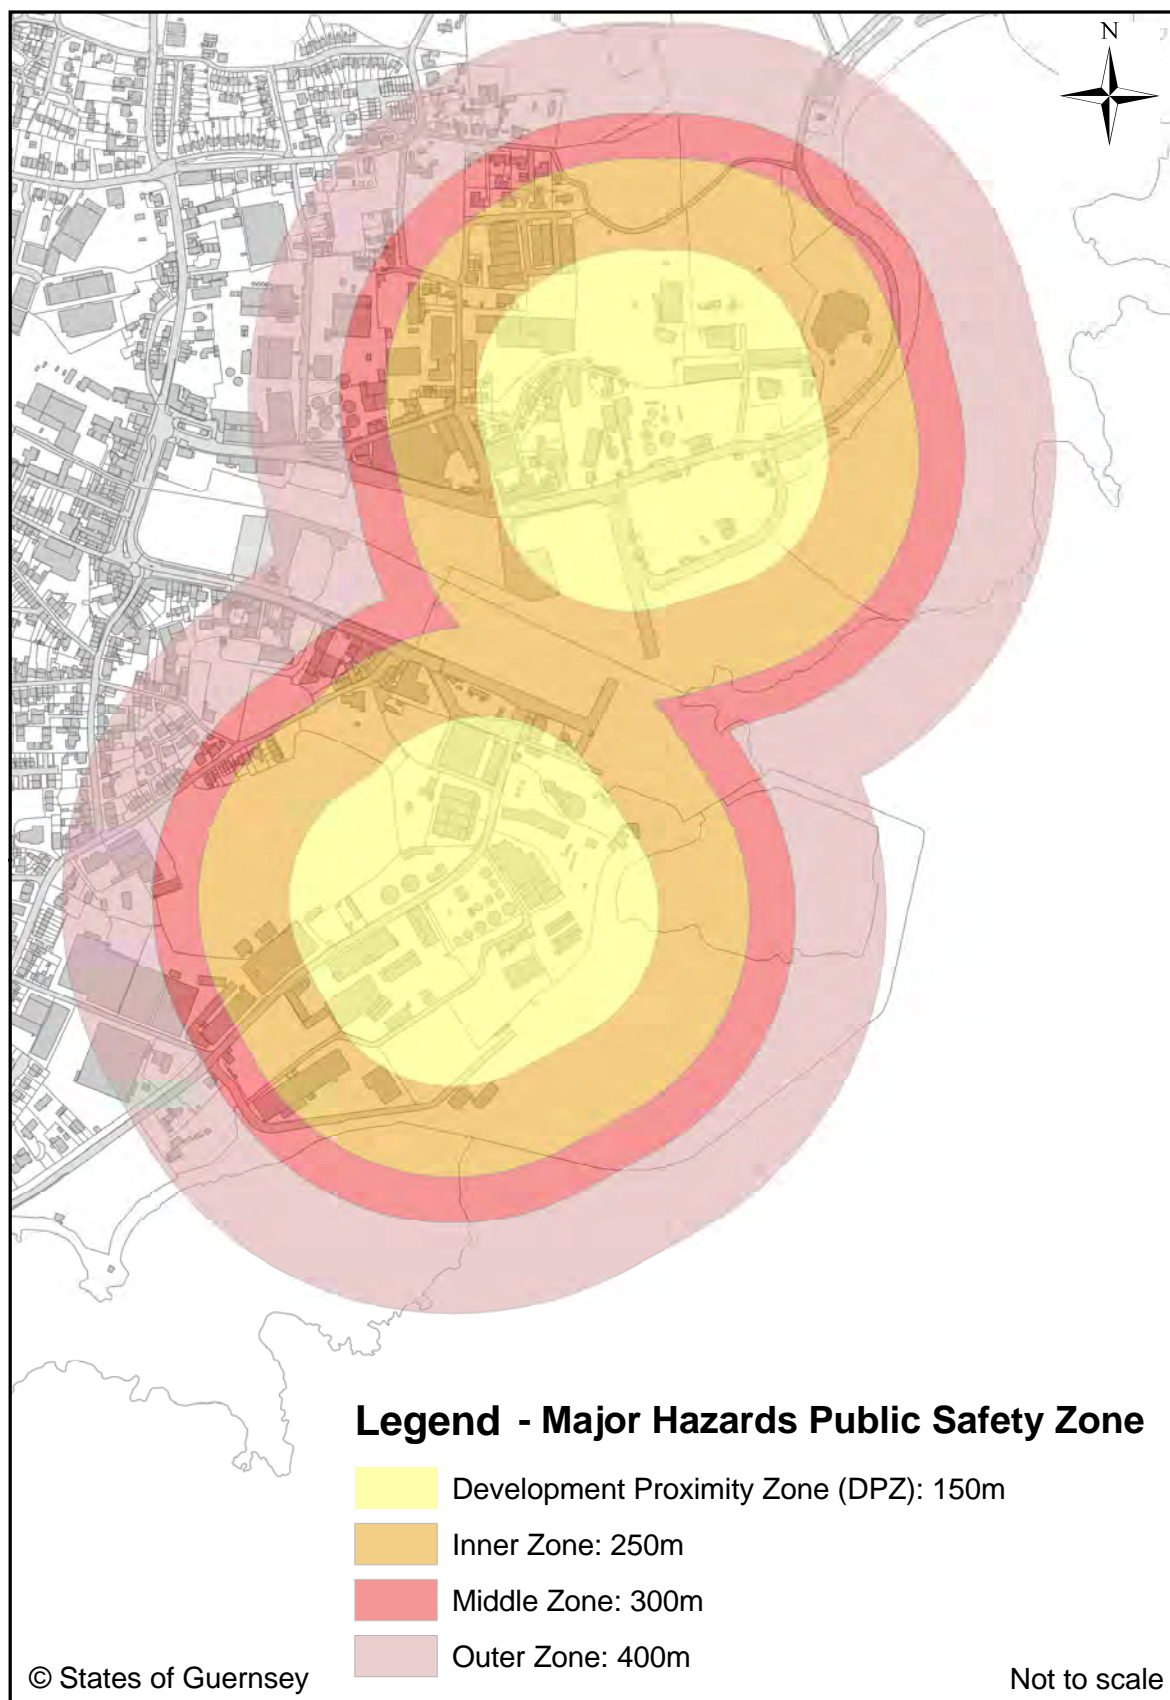 N
Legend - Major Hazards Public Safety Zone
Development Proximity Zone (DPZ): 150m
Inner Zone: 250m
Middle Zone: 300m
Outer Zone: 400m
© States of Guernsey
Not to scale